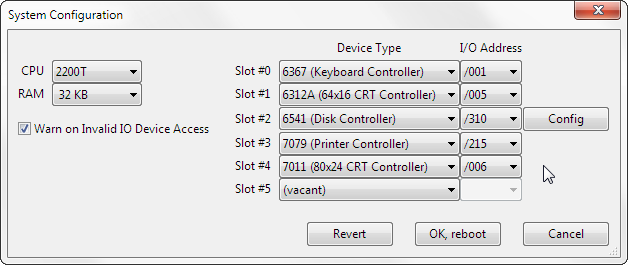 System Configuration
Device Type I/O Address
CPU 2200T Slot #0 6367 (Keyboard Controller) /001
RAM 32 KB Slot #1 6312A (64x16 CRT Controller) /005
Slot #2 6541 (Disk Controller) /310 Config
Warn on Invalid IO Device Access
Slot #3 7079 (Printer Controller) /215
Slot #4 7011 (80x24 CRT Controller) /006
Slot #5 (vacant)
Revert OK, reboot Cancel